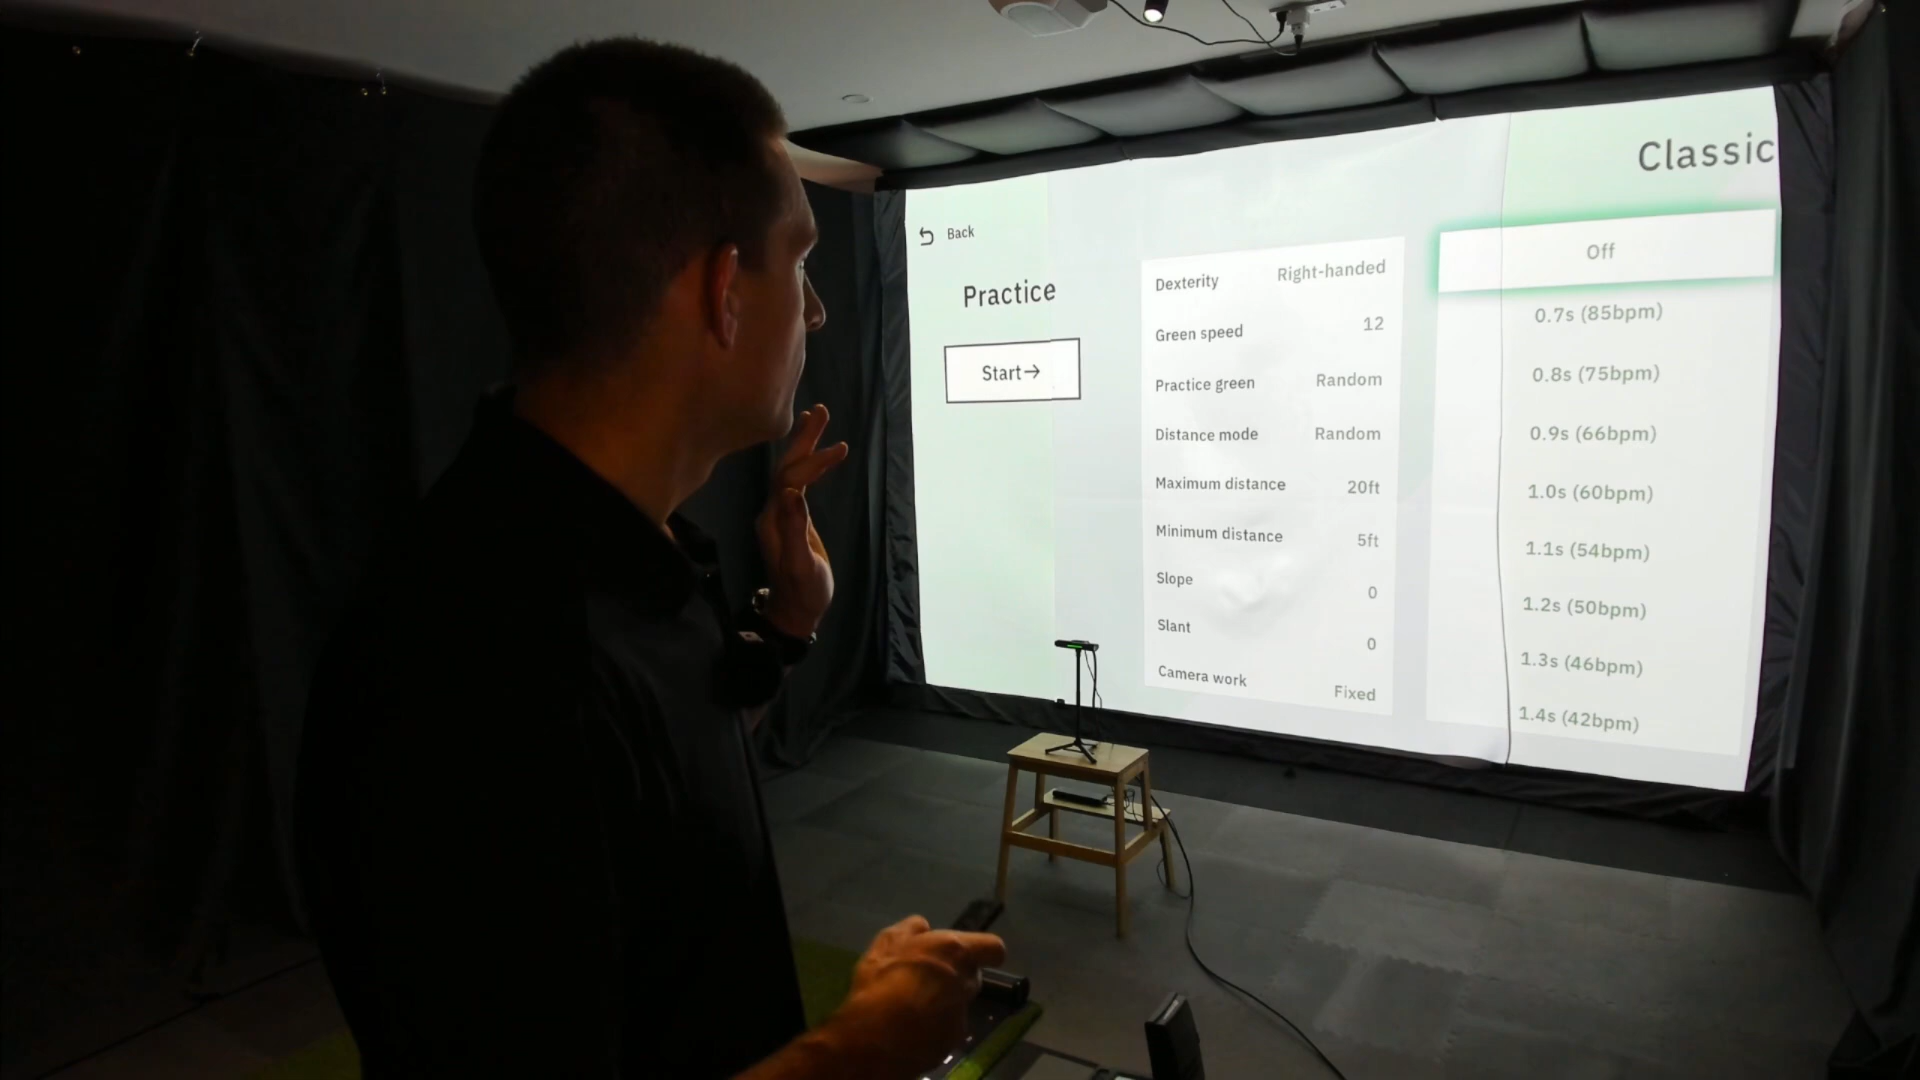 Back
Practice
Start→
Dexterity Right-handed
Green speed 12
Practice green Random
Distance mode Random
Maximum distance 20ft
Minimum distance 5ft
Slope 0
Slant 0
Camera work Fixed
Classic
Off
0.7s (85bpm)
0.8s (75bpm)
0.9s (66bpm)
1.0s (60bpm)
1.1s (54bpm)
1.2s (50bpm)
1.3s (46bpm)
1.4s (42bpm)